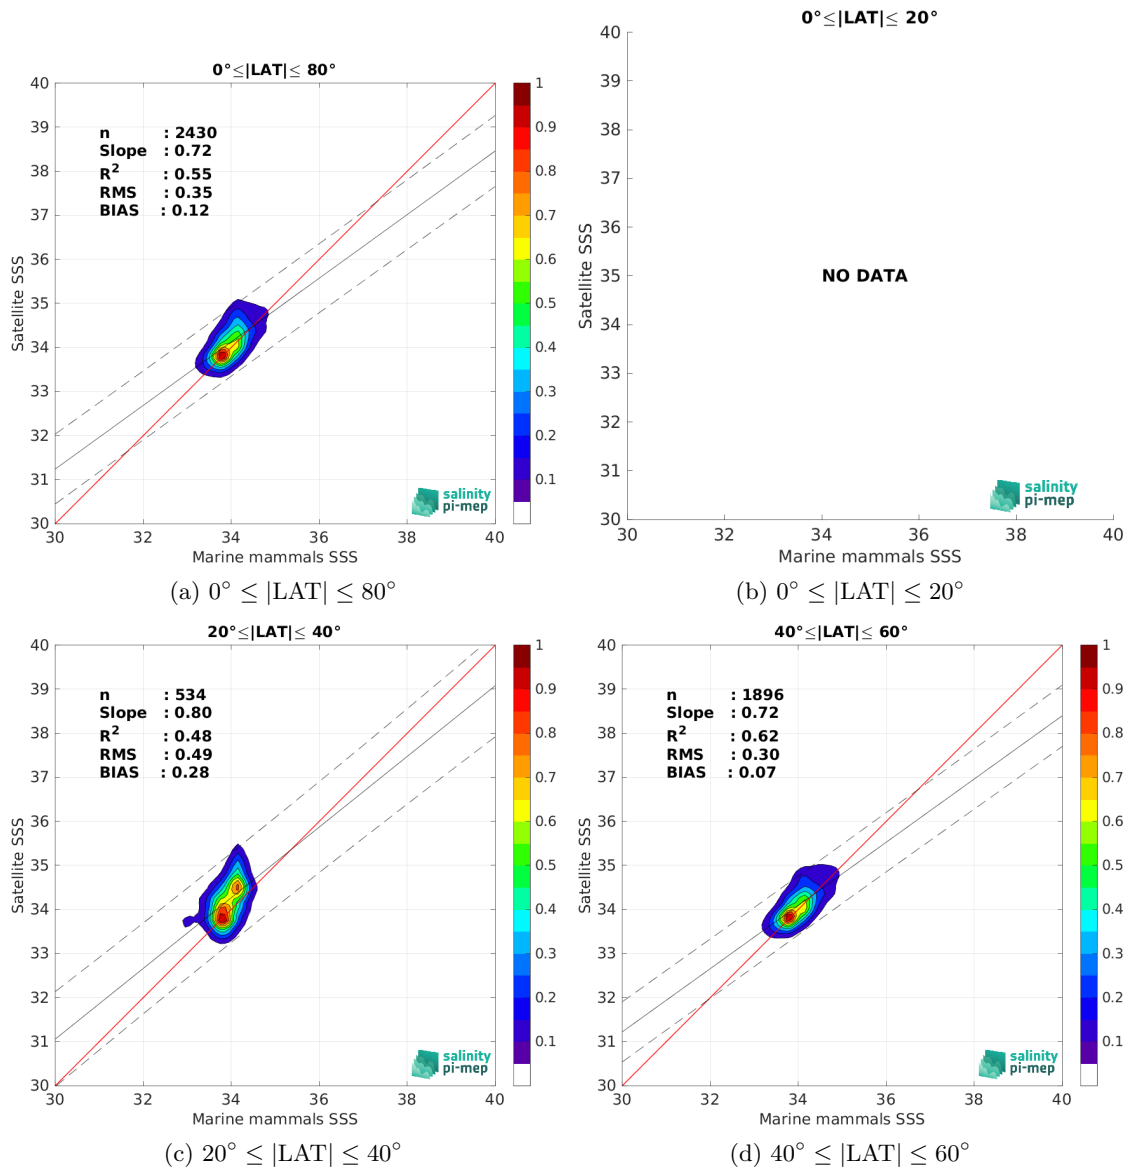 0°≤|LAT|≤ 80°
n : 2430
Slope : 0.72
R² : 0.55
RMS : 0.35
BIAS : 0.12
40
39
38
37
36
35
34
33
32
31
30
Satellite SSS
30 32 34 36 38 40
Marine mammals SSS
1
0.9
0.8
0.7
0.6
0.5
0.4
0.3
0.2
0.1
salinity
pi-mep
(a) 0° ≤ |LAT| ≤ 80°
0°≤|LAT|≤ 20°
40
39
38
37
36
35
34
33
32
31
30
Satellite SSS
NO DATA
30 32 34 36 38 40
Marine mammals SSS
salinity
pi-mep
(b) 0° ≤ |LAT| ≤ 20°
20°≤|LAT|≤ 40°
n : 534
Slope : 0.80
R² : 0.48
RMS : 0.49
BIAS : 0.28
40
39
38
37
36
35
34
33
32
31
30
Satellite SSS
30 32 34 36 38 40
Marine mammals SSS
1
0.9
0.8
0.7
0.6
0.5
0.4
0.3
0.2
0.1
salinity
pi-mep
(c) 20° ≤ |LAT| ≤ 40°
40°≤|LAT|≤ 60°
n : 1896
Slope : 0.72
R² : 0.62
RMS : 0.30
BIAS : 0.07
40
39
38
37
36
35
34
33
32
31
30
Satellite SSS
30 32 34 36 38 40
Marine mammals SSS
1
0.9
0.8
0.7
0.6
0.5
0.4
0.3
0.2
0.1
salinity
pi-mep
(d) 40° ≤ |LAT| ≤ 60°